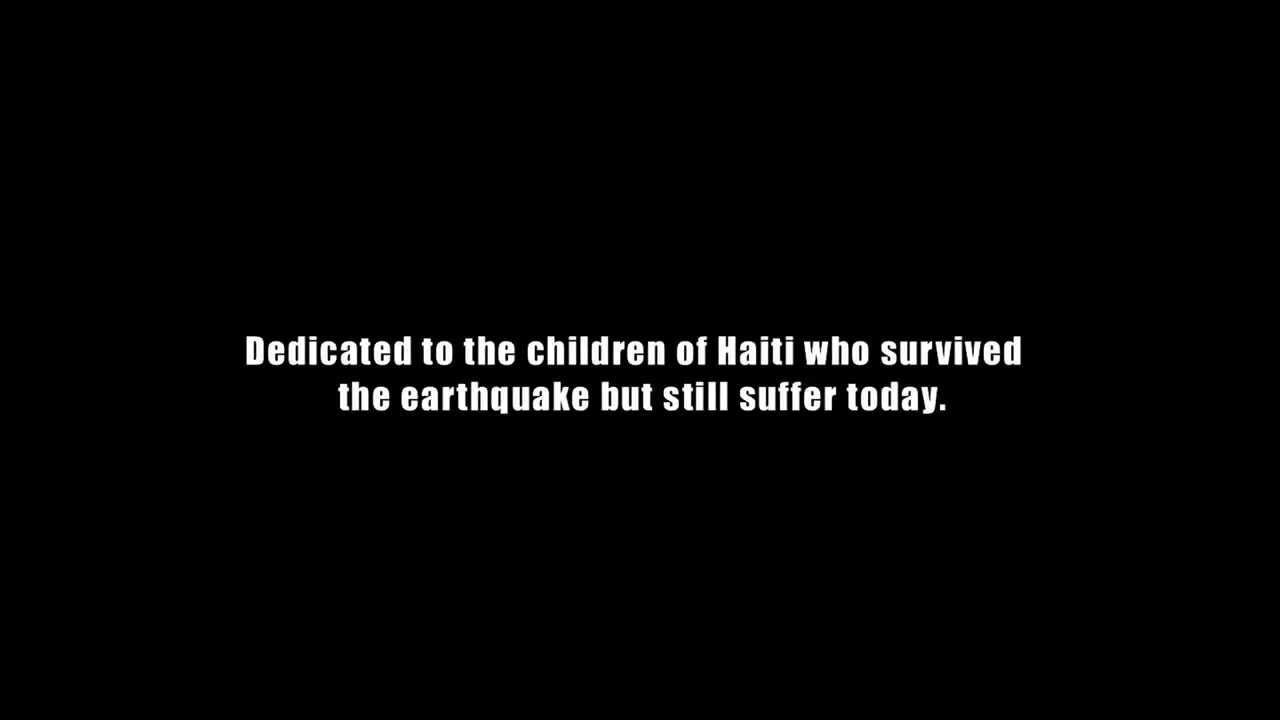 Dedicated to the children of Haiti who survived
the earthquake but still suffer today.